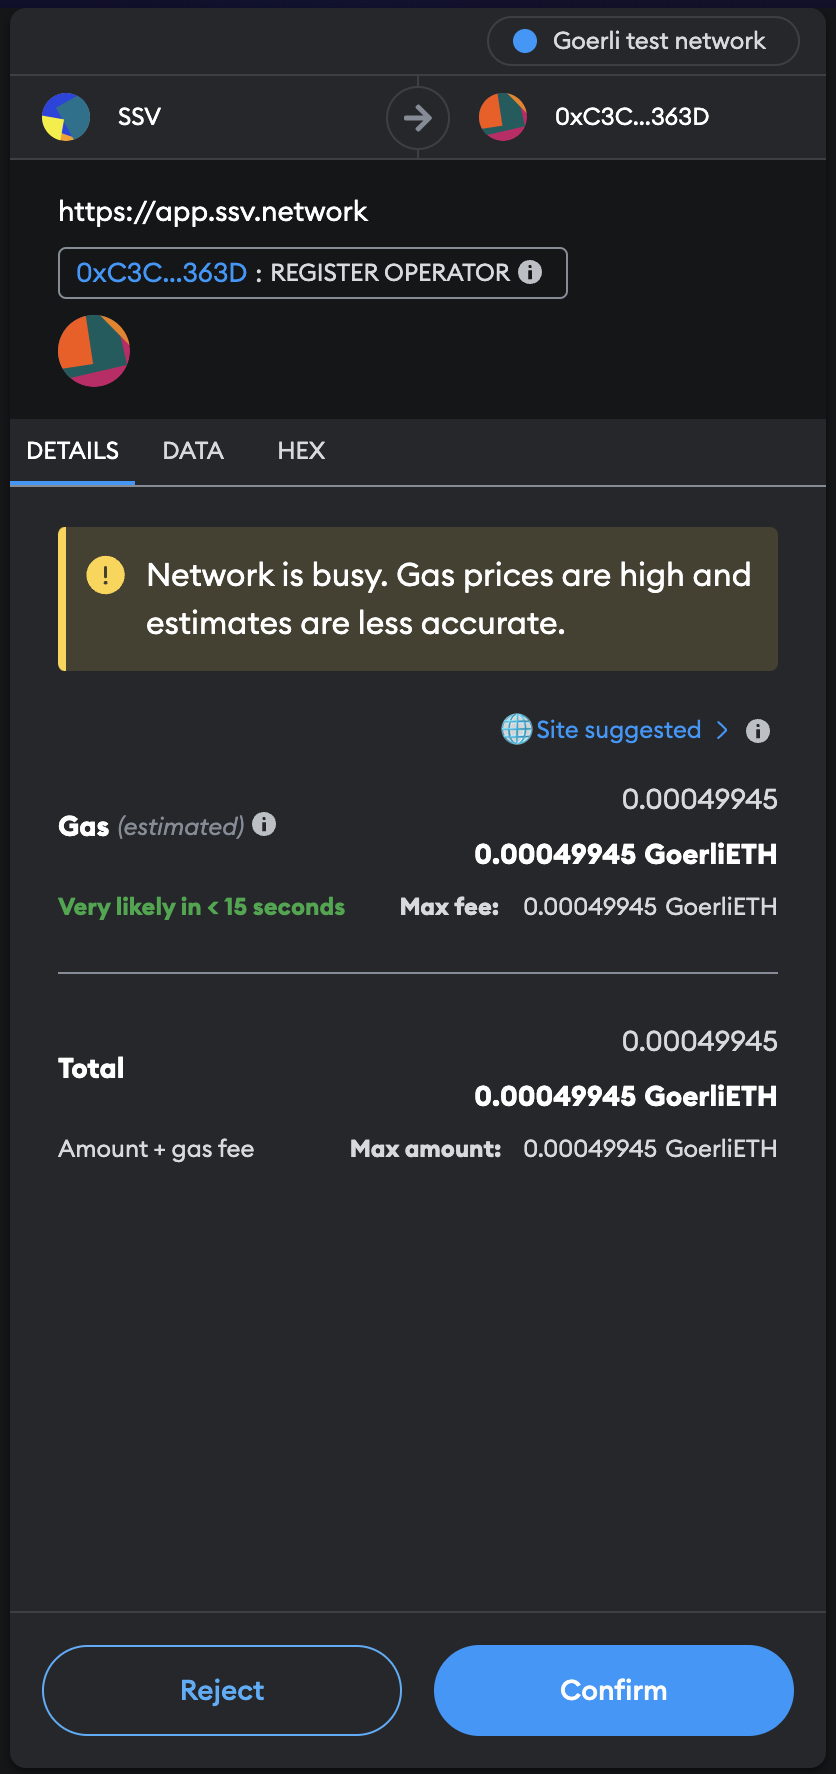 Goerli test network
SSV
0xC3C...363D
https://app.ssv.network
0xC3C...363D : REGISTER OPERATOR
DETAILS DATA HEX
Network is busy. Gas prices are high and
estimates are less accurate.
Site suggested >
0.00049945
Gas (estimated)
0.00049945 GoerliETH
Very likely in < 15 seconds Max fee: 0.00049945 GoerliETH
0.00049945
Total
0.00049945 GoerliETH
Amount + gas fee Max amount: 0.00049945 GoerliETH
Reject Confirm